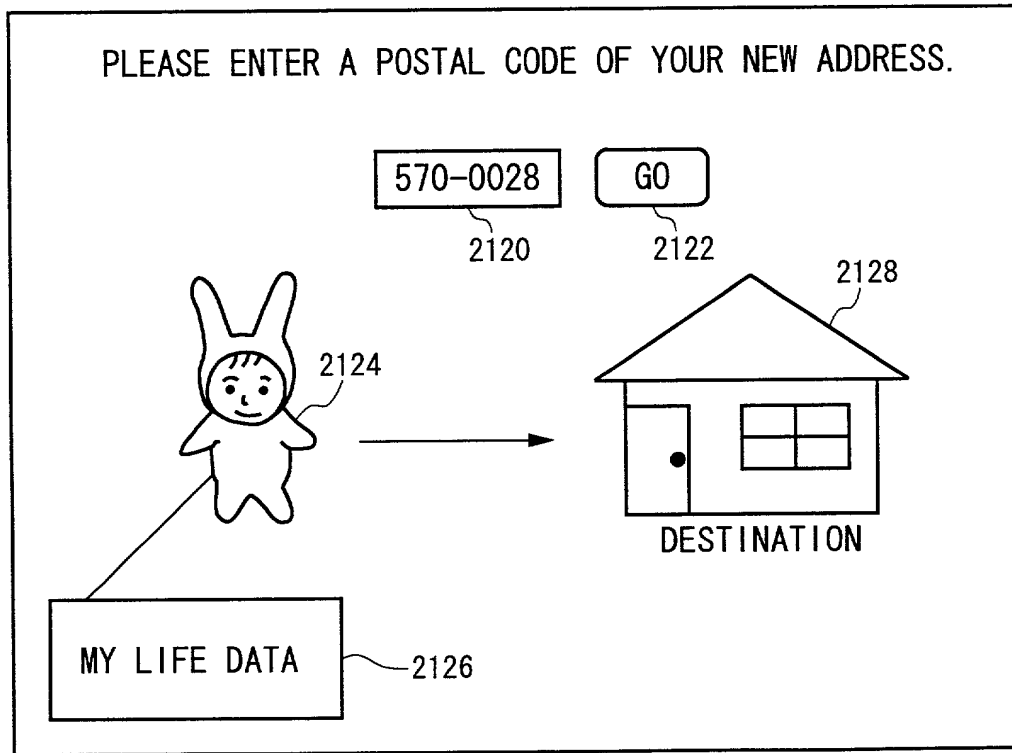 PLEASE ENTER A POSTAL CODE OF YOUR NEW ADDRESS.
570-0028 GO
2120 2122
2128
2124
DESTINATION
MY LIFE DATA 2126